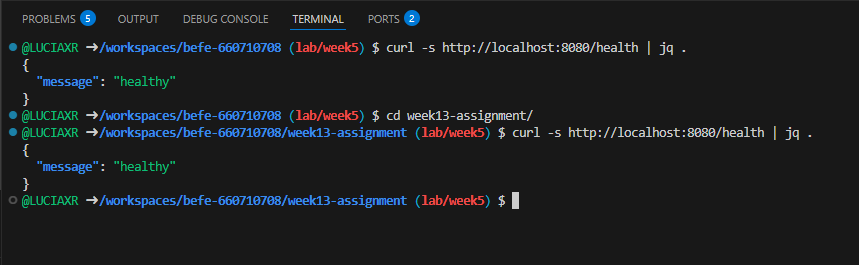 PROBLEMS 5 OUTPUT DEBUG CONSOLE TERMINAL PORTS 2
@LUCIAXR ➜/workspaces/befe-660710708 (lab/week5) $ curl -s http://localhost:8080/health | jq .
{
  "message": "healthy"
}
@LUCIAXR ➜/workspaces/befe-660710708 (lab/week5) $ cd week13-assignment/
@LUCIAXR ➜/workspaces/befe-660710708/week13-assignment (lab/week5) $ curl -s http://localhost:8080/health | jq .
{
  "message": "healthy"
}
@LUCIAXR ➜/workspaces/befe-660710708/week13-assignment (lab/week5) $